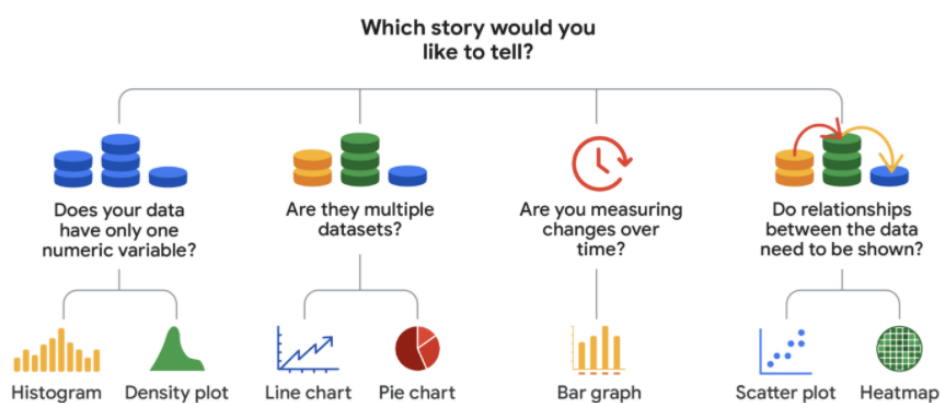 Which story would you
like to tell?
Does your data
have only one
numeric variable?
Are they multiple
datasets?
Are you measuring
changes over
time?
Do relationships
between the data
need to be shown?
Histogram
Density plot
Line chart
Pie chart
Bar graph
Scatter plot
Heatmap